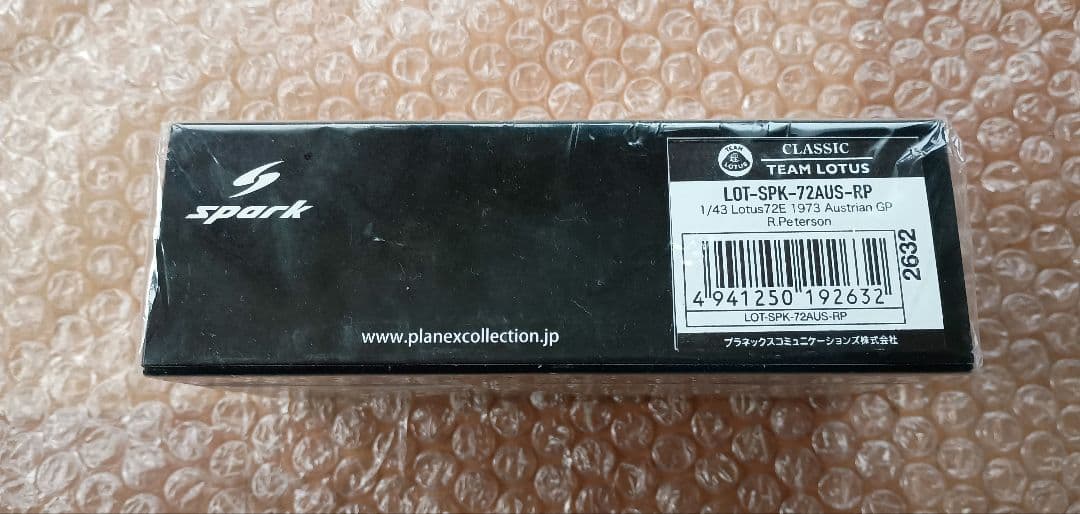 spark
www.planexcollection.jp
TEAM
LOTUS
CLASSIC
TEAM LOTUS
LOT-SPK-72AUS-RP
1/43 Lotus72E 1973 Austrian GP
R.Peterson
2632
4 941250 192632
LOT-SPK-72AUS-RP
プラネックスコミュニケーションズ株式会社